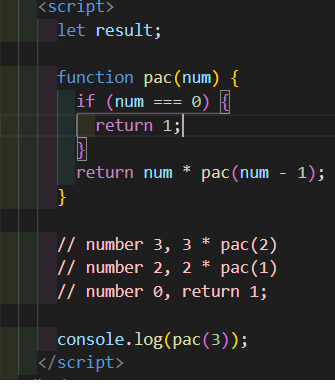 <script>
let result;
function pac(num) {
if (num === 0) {
return 1;
}
return num * pac(num - 1);
}
// number 3, 3 * pac(2)
// number 2, 2 * pac(1)
// number 0, return 1;
console.log(pac(3));
</script>